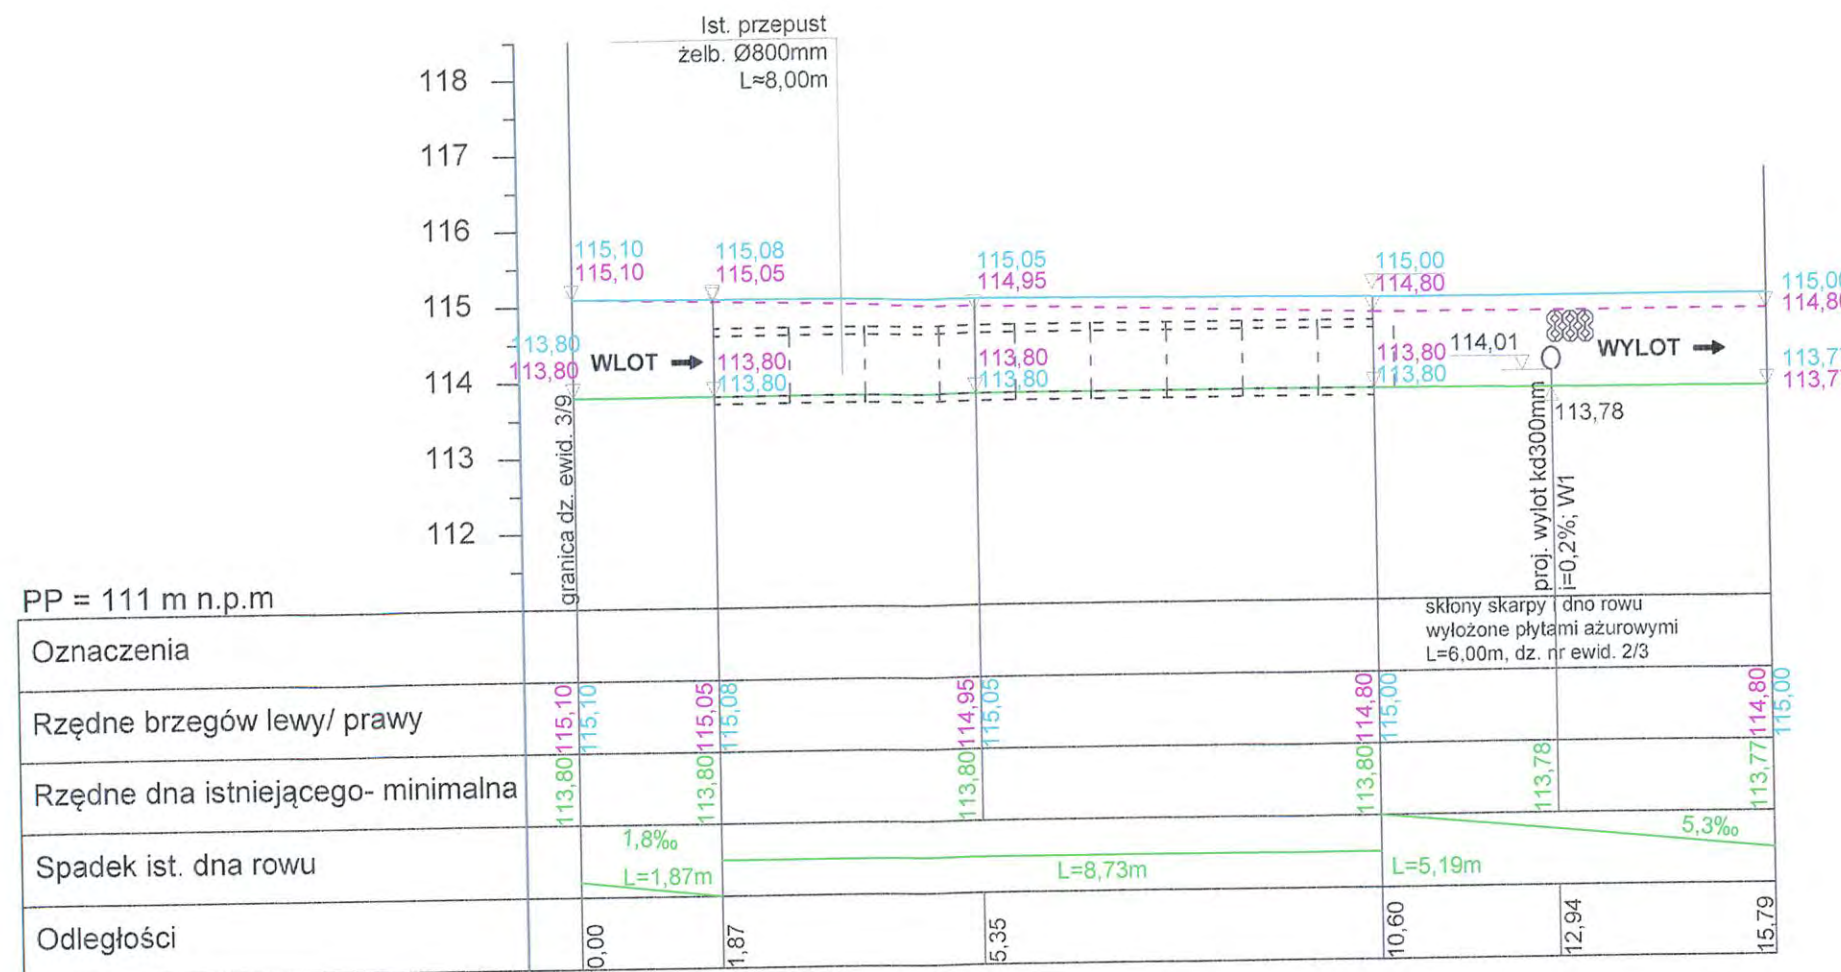 Ist. przepust
żelb. Ø800mm
L≈8,00m
118
117
116
115
114
113
112
115,10
115,10
115,08
115,05
115,05
114,95
115,00
114,80
115,00
114,80
113,80
113,80
WLOT
113,80
113,80
113,80
113,80
113,80
113,80
114,01
WYLOT
113,77
113,77
113,78
granica dz. ewid. 3/9
proj. wylot kd300mm
i=0,2%; W1
PP = 111 m n.p.m
Oznaczenia
skłony skarpy i dno rowu
wyłożone płytami ażurowymi
L=6,00m, dz. nr ewid. 2/3
Rzędne brzegów lewy/ prawy
115,10
115,10
115,05
115,08
114,95
115,05
114,80
115,00
114,80
115,00
Rzędne dna istniejącego- minimalna
113,80
113,80
113,80
113,80
113,78
113,77
Spadek ist. dna rowu
1,8‰
L=1,87m
L=8,73m
L=5,19m
5,3‰
Odległości
0,00
1,87
5,35
10,60
12,94
15,79